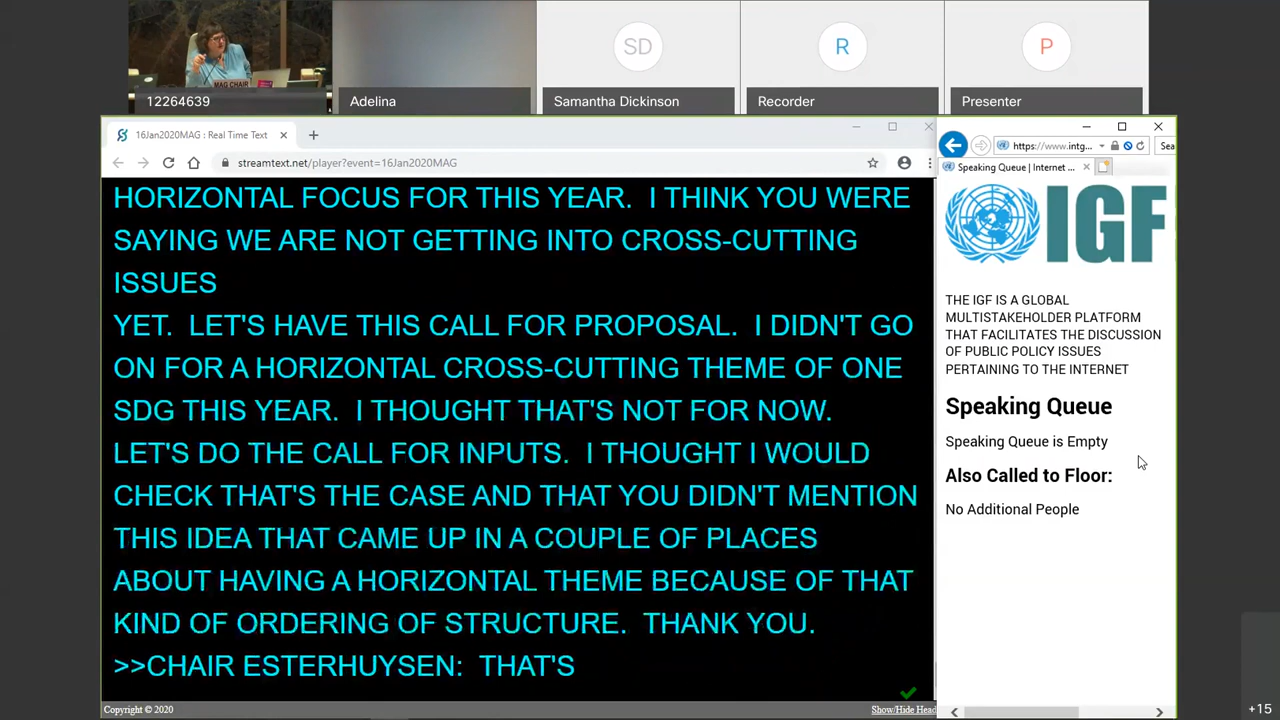 MAG CHAIR
SD
R
P
12264639
Adelina
Samantha Dickinson
Recorder
Presenter
16Jan2020MAG : Real Time Text
streamtext.net/player?event=16Jan2020MAG
HORIZONTAL FOCUS FOR THIS YEAR.  I THINK YOU WERE
SAYING WE ARE NOT GETTING INTO CROSS-CUTTING
ISSUES
YET.  LET'S HAVE THIS CALL FOR PROPOSAL.  I DIDN'T GO
ON FOR A HORIZONTAL CROSS-CUTTING THEME OF ONE
SDG THIS YEAR.  I THOUGHT THAT'S NOT FOR NOW.
LET'S DO THE CALL FOR INPUTS.  I THOUGHT I WOULD
CHECK THAT'S THE CASE AND THAT YOU DIDN'T MENTION
THIS IDEA THAT CAME UP IN A COUPLE OF PLACES
ABOUT HAVING A HORIZONTAL THEME BECAUSE OF THAT
KIND OF ORDERING OF STRUCTURE.  THANK YOU.
>>CHAIR ESTERHUYSEN:  THAT'S
Copyright © 2020
Show/Hide Head
https://www.intg...
Sea
Speaking Queue | Internet ...
IGF
THE IGF IS A GLOBAL
MULTISTAKEHOLDER PLATFORM
THAT FACILITATES THE DISCUSSION
OF PUBLIC POLICY ISSUES
PERTAINING TO THE INTERNET
Speaking Queue
Speaking Queue is Empty
Also Called to Floor:
No Additional People
+15